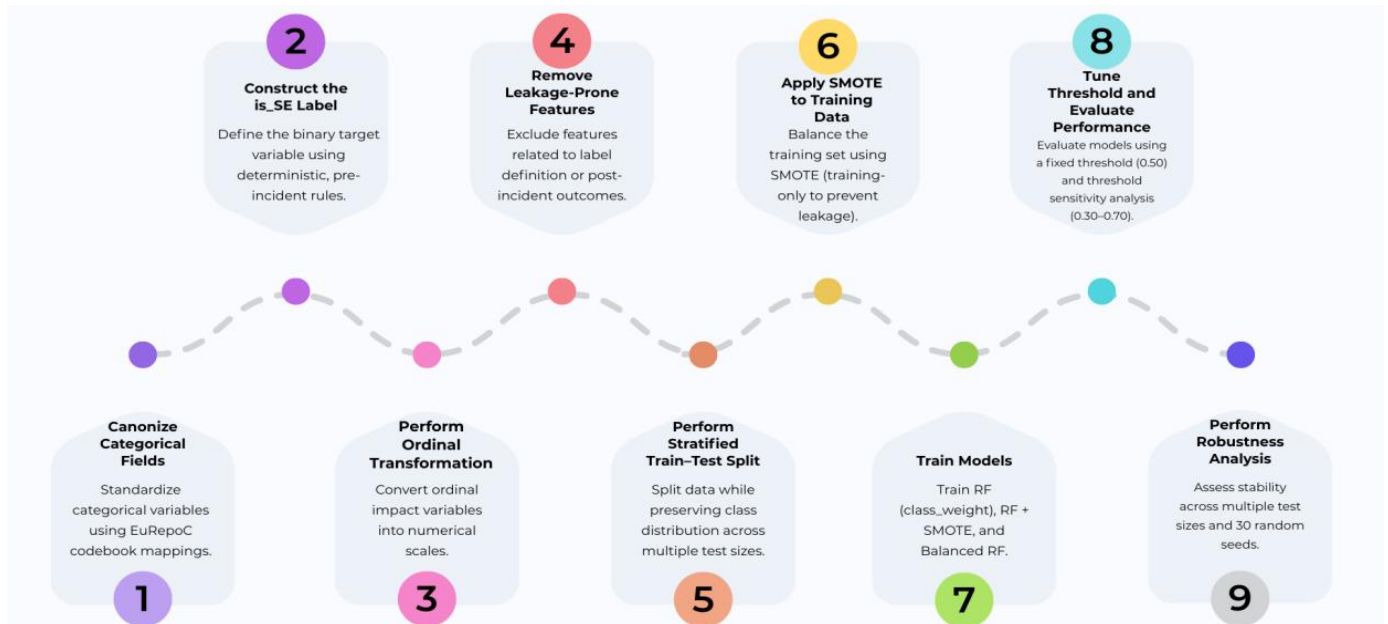 1
Canonize
Categorical
Fields
Standardize
categorical variables
using EuRepoC
codebook mappings.
2
Construct the
is_SE Label
Define the binary target
variable using
deterministic, pre-
incident rules.
3
Perform
Ordinal
Transformation
Convert ordinal
impact variables
into numerical
scales.
4
Remove
Leakage-Prone
Features
Exclude features
related to label
definition or post-
incident outcomes.
5
Perform
Stratified
Train–Test Split
Split data while
preserving class
distribution across
multiple test sizes.
6
Apply SMOTE
to Training
Data
Balance the
training set using
SMOTE (training-
only to prevent
leakage).
7
Train Models
Train RF
(class_weight), RF +
SMOTE, and
Balanced RF.
8
Tune
Threshold and
Evaluate
Performance
Evaluate models using
a fixed threshold (0.50)
and threshold
sensitivity analysis
(0.30–0.70).
9
Perform
Robustness
Analysis
Assess stability
across multiple test
sizes and 30 random
seeds.